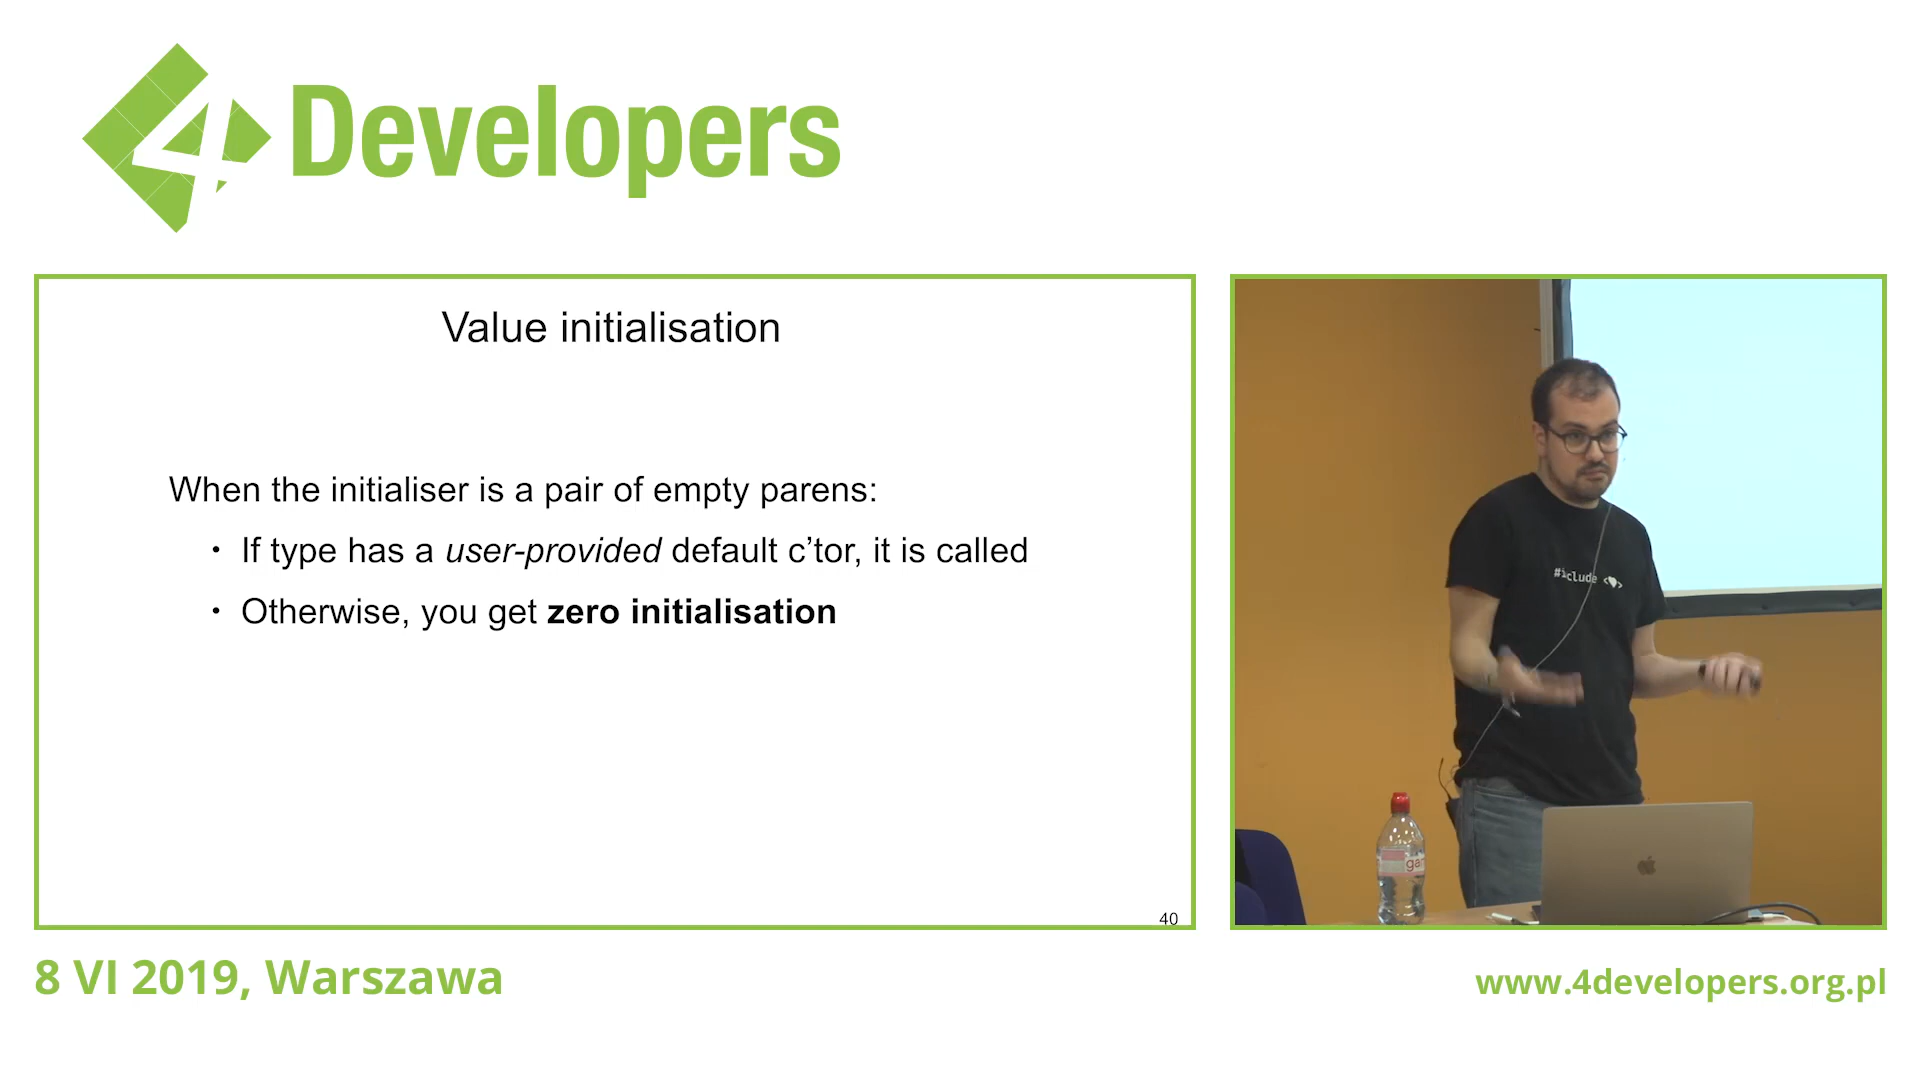 4Developers
Value initialisation
When the initialiser is a pair of empty parens:
• If type has a user-provided default c’tor, it is called
• Otherwise, you get zero initialisation
40
#include <♥>
gan
8 VI 2019, Warszawa
www.4developers.org.pl